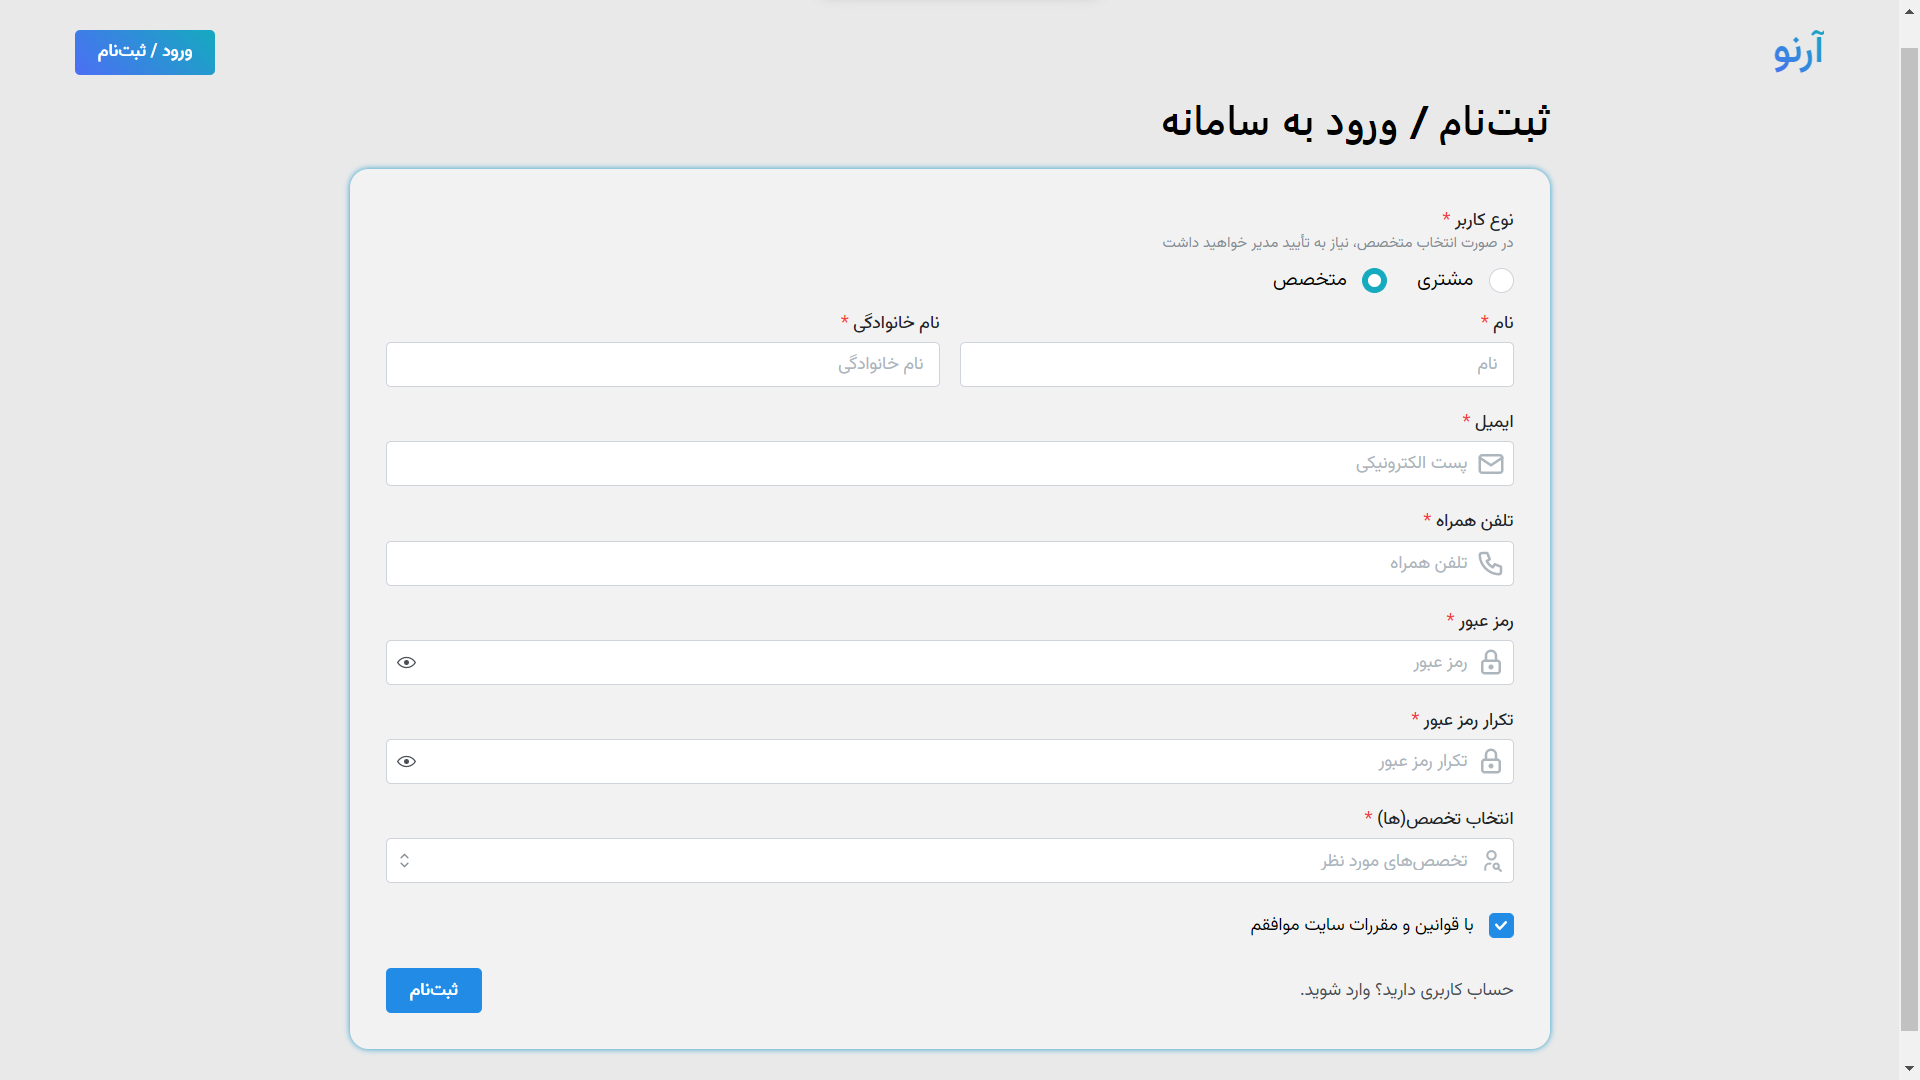 آرنو
ورود / ثبت‌نام
ثبت‌نام / ورود به سامانه
نوع کاربر *
در صورت انتخاب متخصص، نیاز به تأیید مدیر خواهید داشت
مشتری
متخصص
نام *
نام خانوادگی *
نام
نام خانوادگی
ایمیل *
پست الکترونیکی
تلفن همراه *
تلفن همراه
رمز عبور *
رمز عبور
تکرار رمز عبور *
تکرار رمز عبور
انتخاب تخصص(ها) *
تخصص‌های مورد نظر
با قوانین و مقررات سایت موافقم
حساب کاربری دارید؟ وارد شوید.
ثبت‌نام